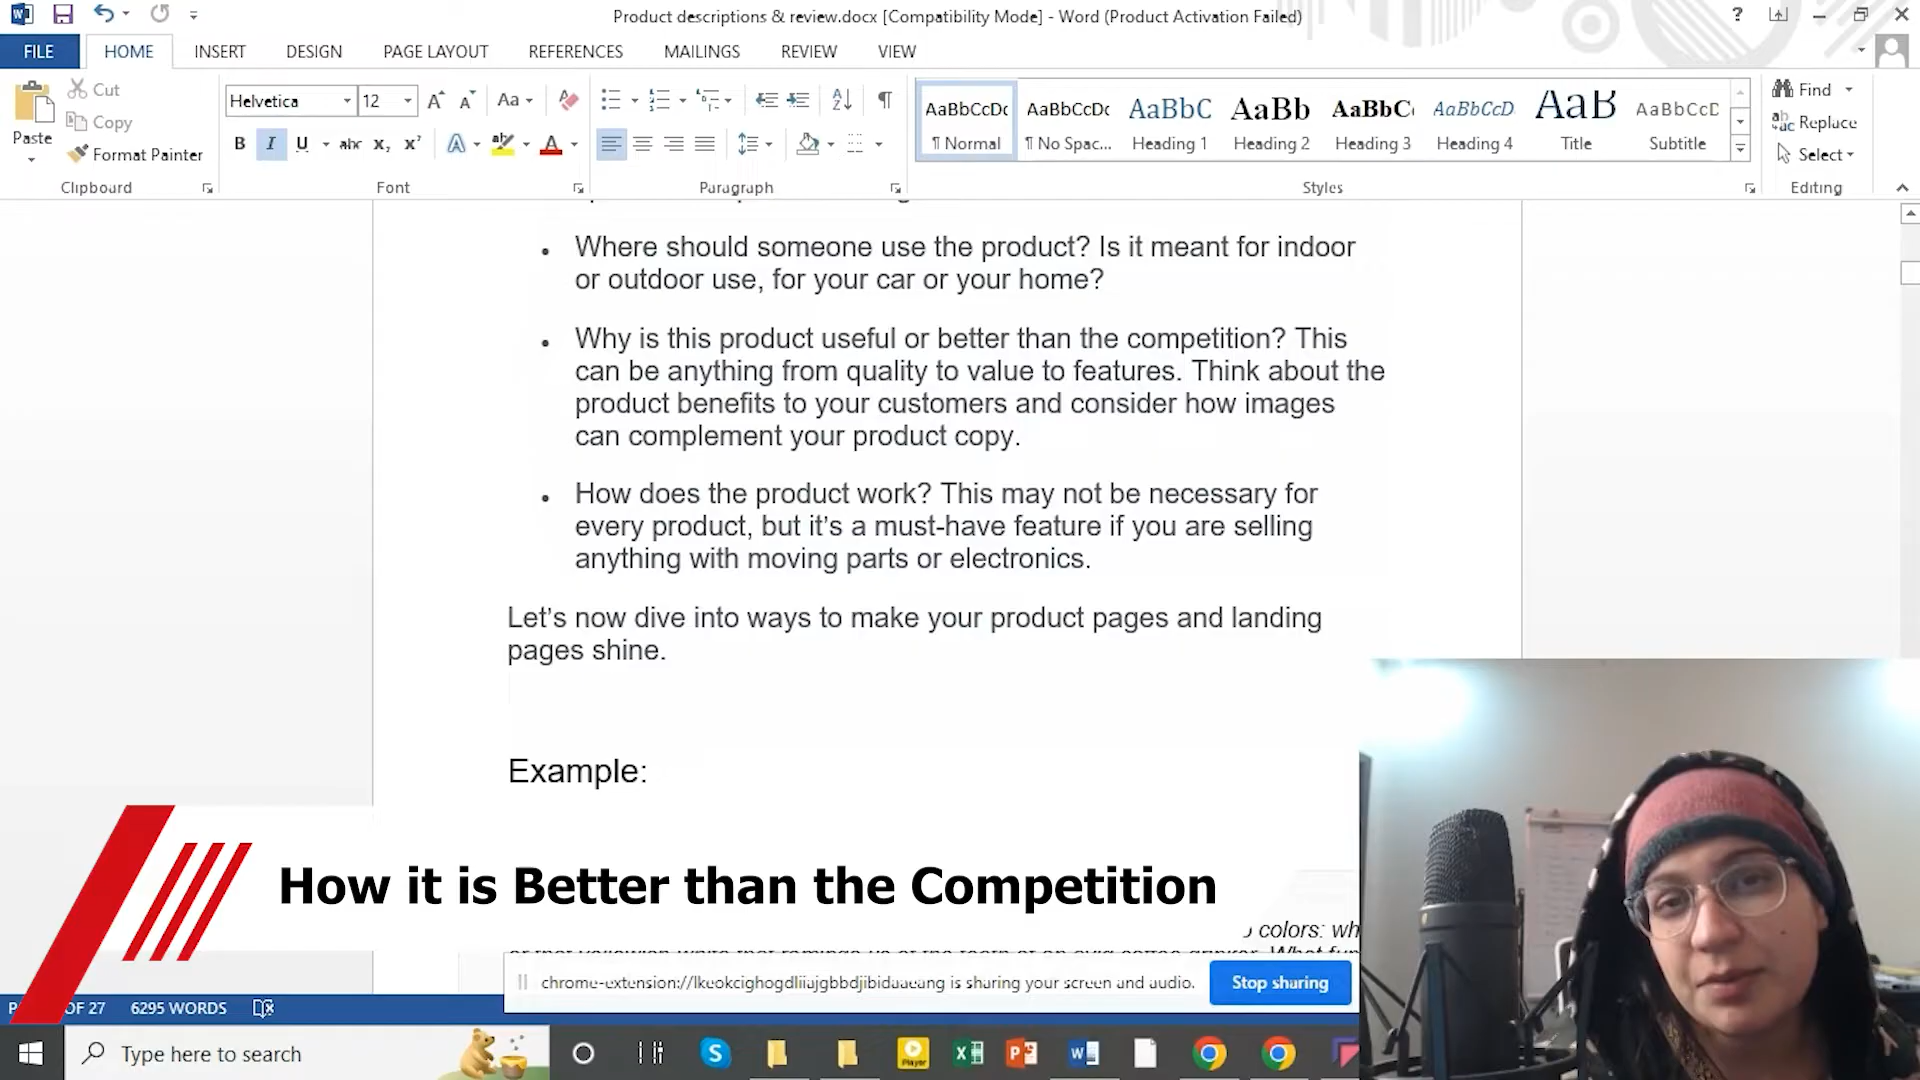 Product descriptions & review.docx [Compatibility Mode] - Word (Product Activation Failed)
?
FILE HOME INSERT DESIGN PAGE LAYOUT REFERENCES MAILINGS REVIEW VIEW
Paste
Cut
Copy
Format Painter
Clipboard
Helvetica 12
Aa
B I U abc x₂ x² A A
Font
Paragraph
AaBbCcDc AaBbCcDc AaBbC AaBb AaBbC AaBbCcD AaB AaBbCcD
¶ Normal ¶ No Spac... Heading 1 Heading 2 Heading 3 Heading 4 Title Subtitle
Styles
Find
Replace
Select
Editing
• Where should someone use the product? Is it meant for indoor
or outdoor use, for your car or your home?
• Why is this product useful or better than the competition? This
can be anything from quality to value to features. Think about the
product benefits to your customers and consider how images
can complement your product copy.
• How does the product work? This may not be necessary for
every product, but it's a must-have feature if you are selling
anything with moving parts or electronics.
Let's now dive into ways to make your product pages and landing
pages shine.
Example:
How it is Better than the Competition
colors: wh
is sharing your screen and audio.
Stop sharing
OF 27 6295 WORDS
Type here to search
Player